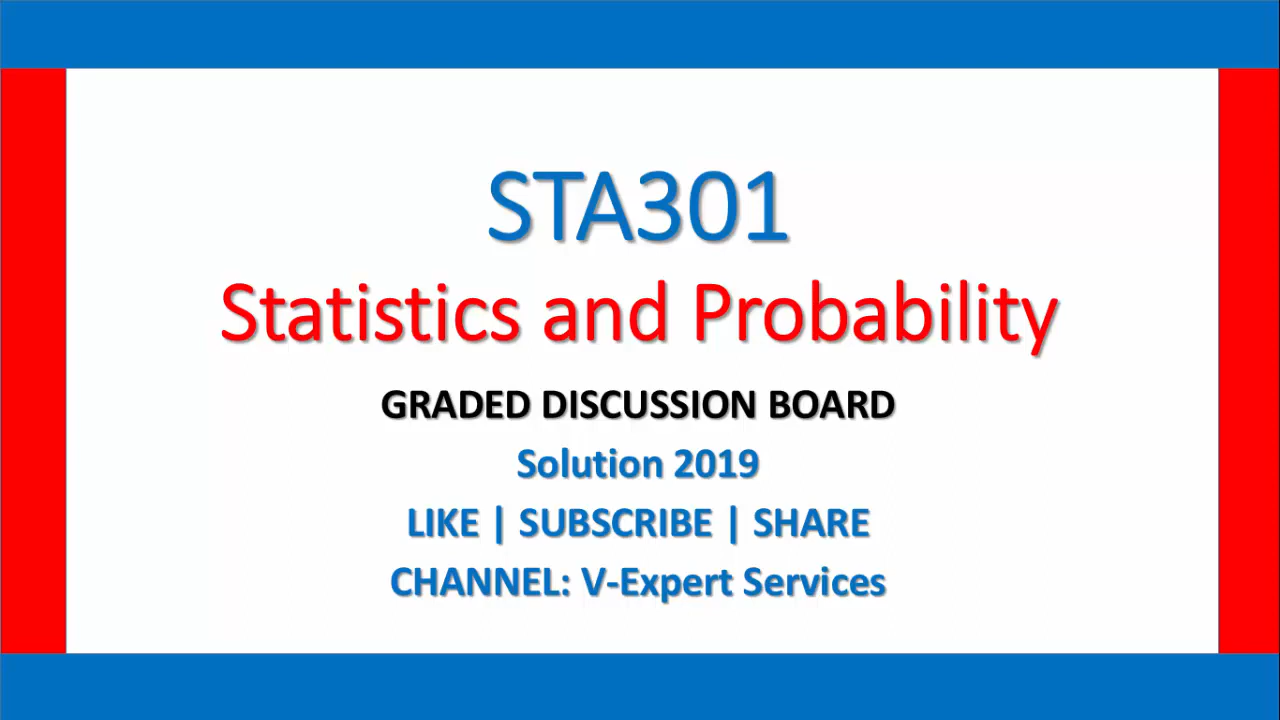 STA301
Statistics and Probability
GRADED DISCUSSION BOARD
Solution 2019
LIKE | SUBSCRIBE | SHARE
CHANNEL: V-Expert Services